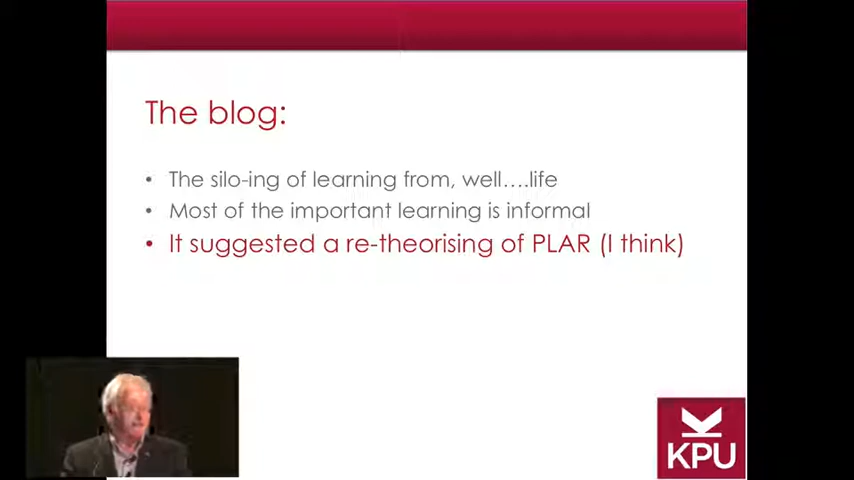 The blog:
• The silo-ing of learning from, well....life
• Most of the important learning is informal
• It suggested a re-theorising of PLAR (I think)
KPU